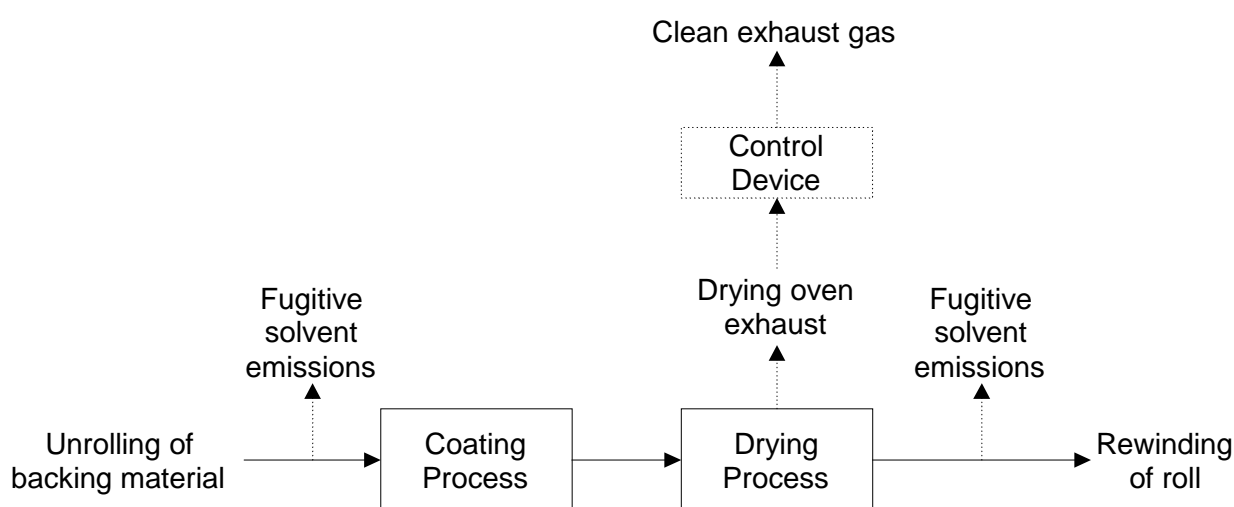 Clean exhaust gas
Control
Device
Drying oven
exhaust
Fugitive
solvent
emissions
Fugitive
solvent
emissions
Unrolling of
backing material
Coating
Process
Drying
Process
Rewinding
of roll